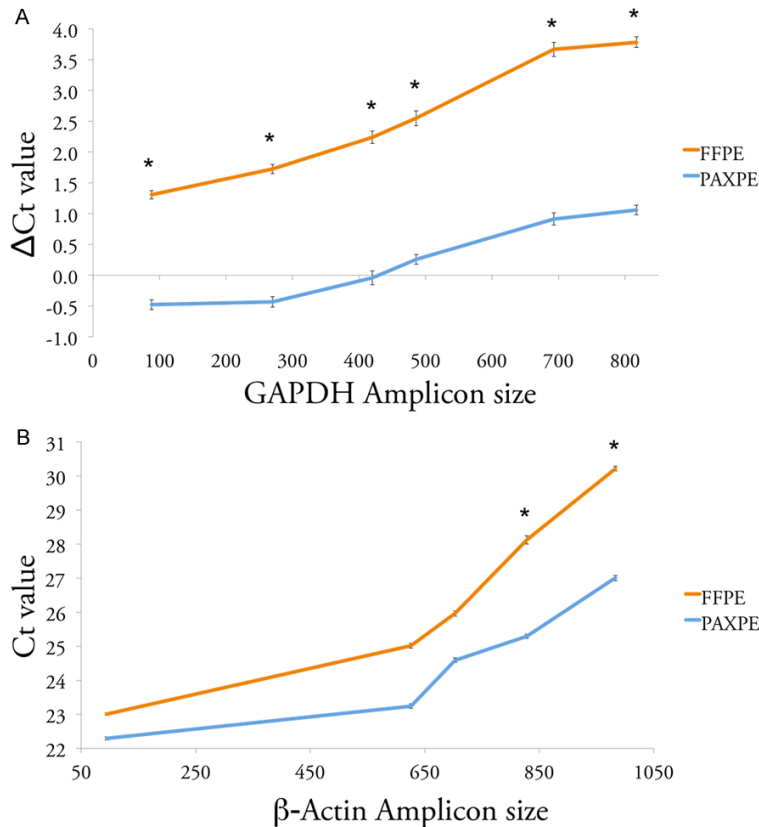 A
*
*
*
*
*
*
4.0
3.5
3.0
2.5
2.0
1.5
1.0
0.5
0.0
-0.5
-1.0
ΔCt value
0 100 200 300 400 500 600 700 800
GAPDH Amplicon size
FFPE
PAXPE
B
*
*
31
30
29
28
27
26
25
24
23
22
Ct value
50 250 450 650 850 1050
β-Actin Amplicon size
FFPE
PAXPE